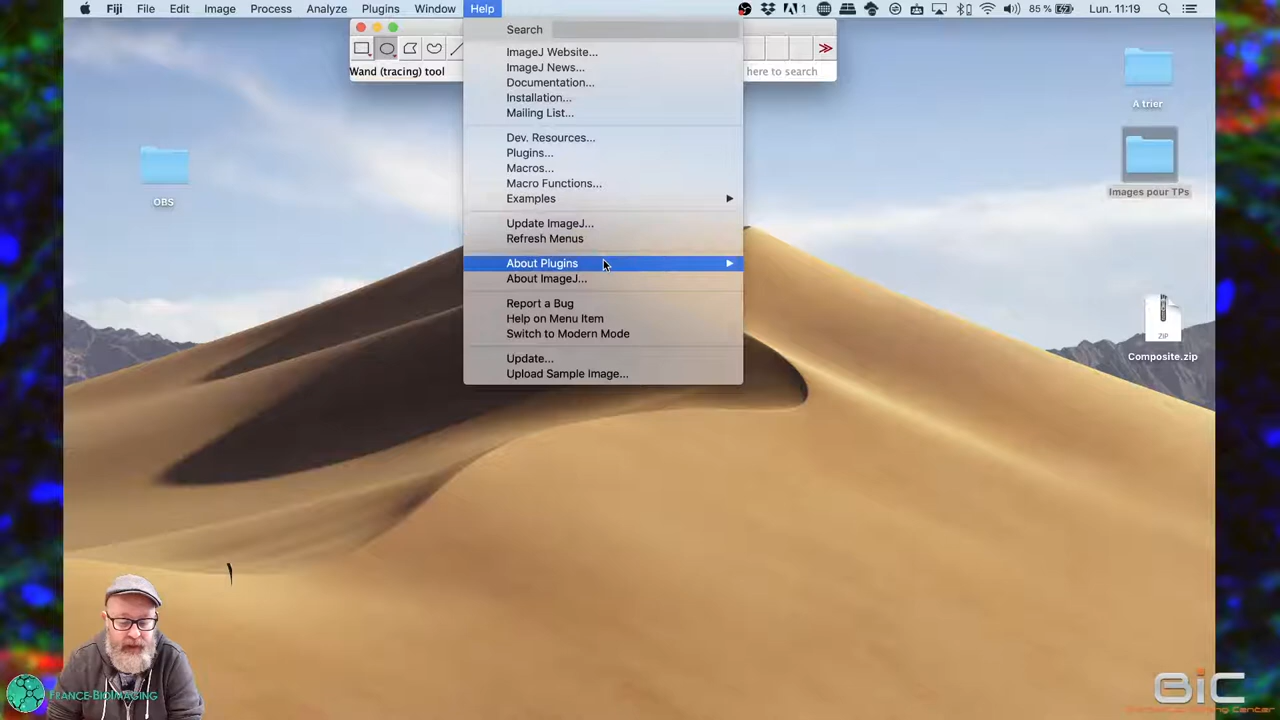 Fiji File Edit Image Process Analyze Plugins Window Help
1 85 % Lun. 11:19
Wand (tracing) tool
here to search
Search
ImageJ Website...
ImageJ News...
Documentation...
Installation...
Mailing List...
Dev. Resources...
Plugins...
Macros...
Macro Functions...
Examples
Update ImageJ...
Refresh Menus
About Plugins
About ImageJ...
Report a Bug
Help on Menu Item
Switch to Modern Mode
Update...
Upload Sample Image...
OBS
A trier
Images pour TPs
ZIP
Composite.zip
FRANCE-BIOIMAGING
BIC